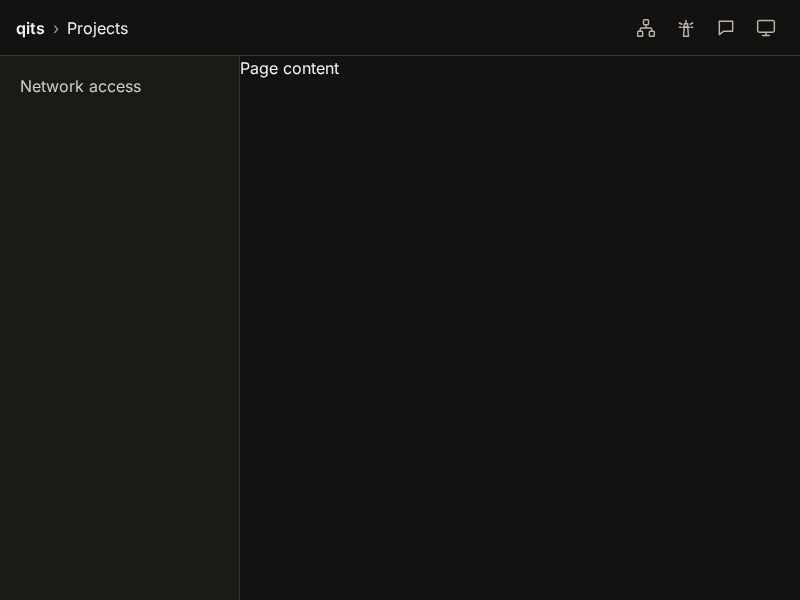 qits › Projects
Network access
Page content